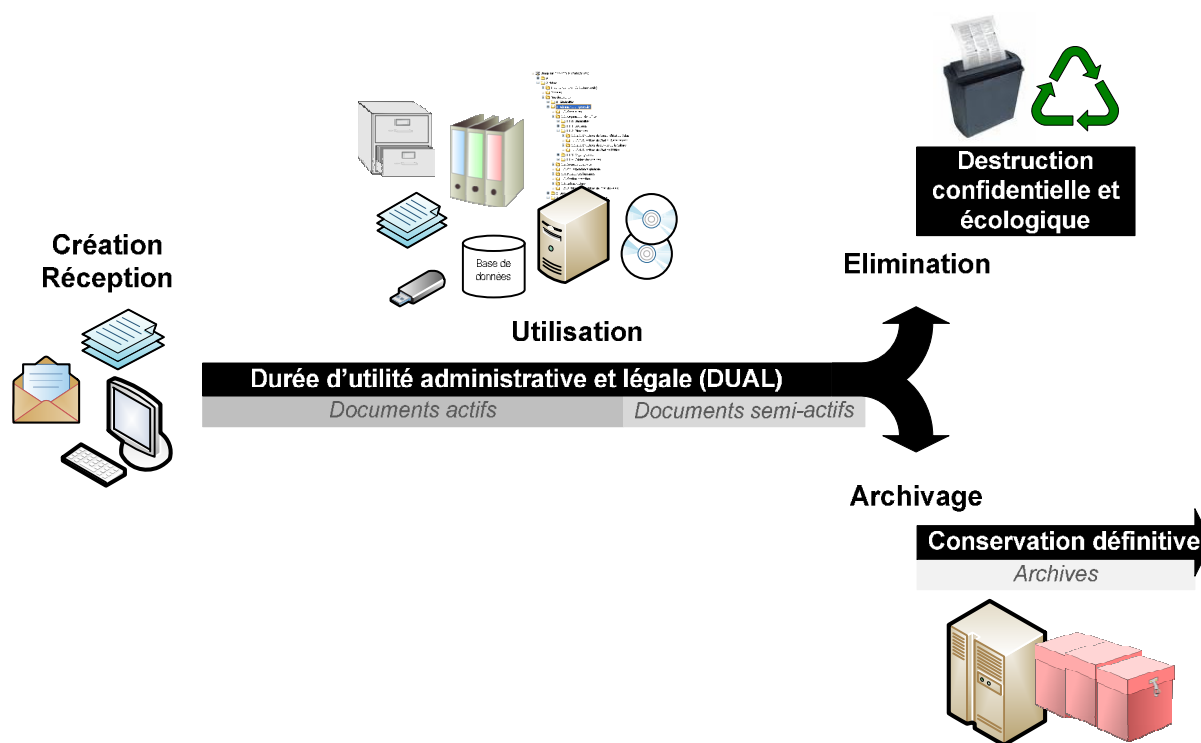 Création
Réception
Base de
données
Utilisation
Durée d'utilité administrative et légale (DUAL)
Documents actifs
Documents semi-actifs
Destruction
confidentielle et
écologique
Elimination
Archivage
Conservation définitive
Archives